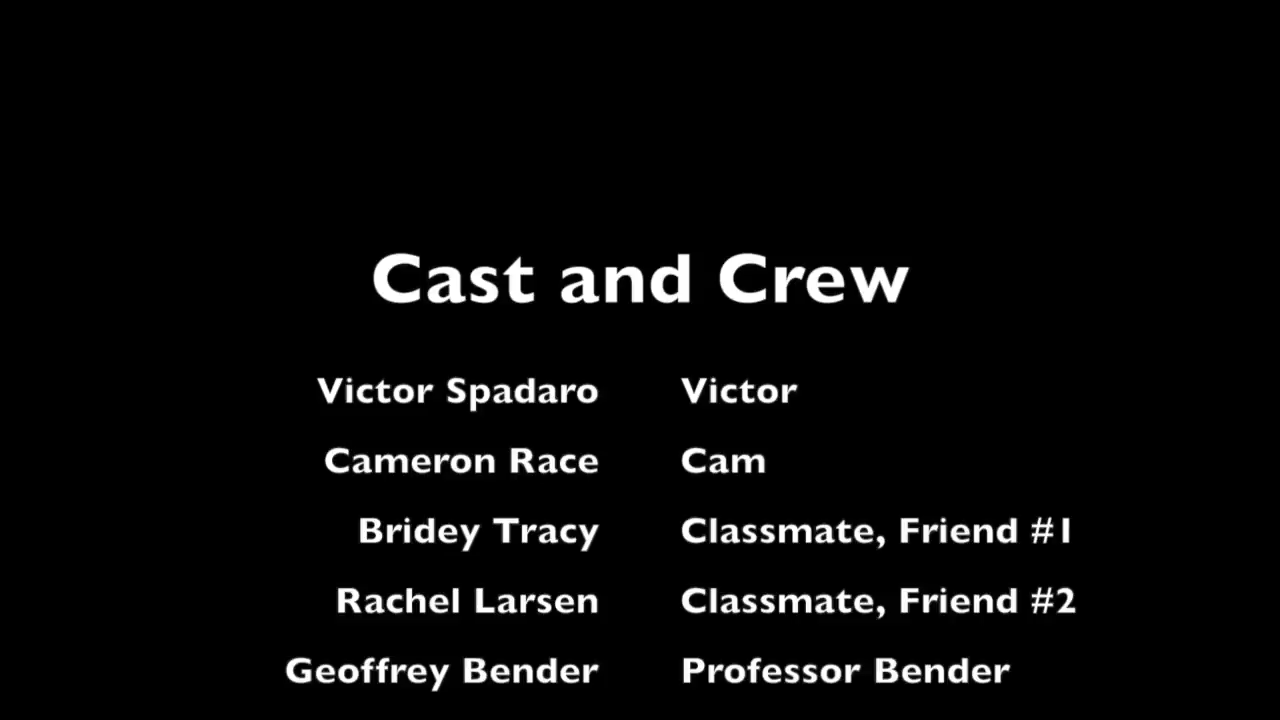 Cast and Crew
Victor Spadaro Victor
Cameron Race Cam
Bridey Tracy Classmate, Friend #1
Rachel Larsen Classmate, Friend #2
Geoffrey Bender Professor Bender